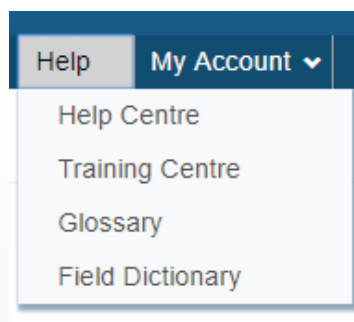 Help My Account
Help Centre
Training Centre
Glossary
Field Dictionary